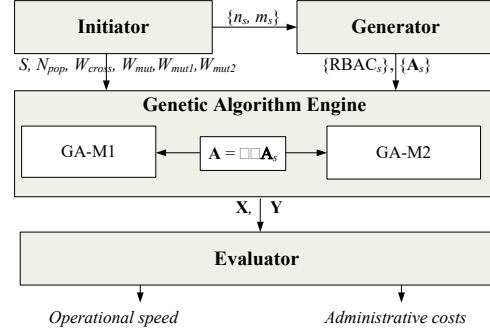 Initiator
{n_s, m_s}
Generator
S, N_pop, W_cross, W_mut, W_mut1, W_mut2
{RBAC_s}, {A_s}
Genetic Algorithm Engine
GA-M1
A = □□A_s
GA-M2
X, Y
Evaluator
Operational speed
Administrative costs